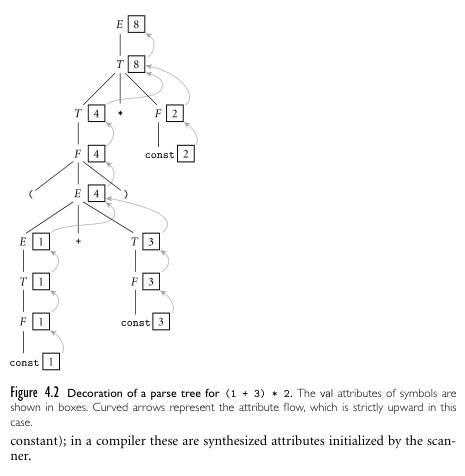 E 8
T 8
T 4 * F 2
F 4 const 2
( E 4 )
E 1 + T 3
T 1 F 3
F 1 const 3
const 1
Figure 4.2 Decoration of a parse tree for (1 + 3) * 2. The val attributes of symbols are
shown in boxes. Curved arrows represent the attribute flow, which is strictly upward in this
case.
constant); in a compiler these are synthesized attributes initialized by the scan-
ner.